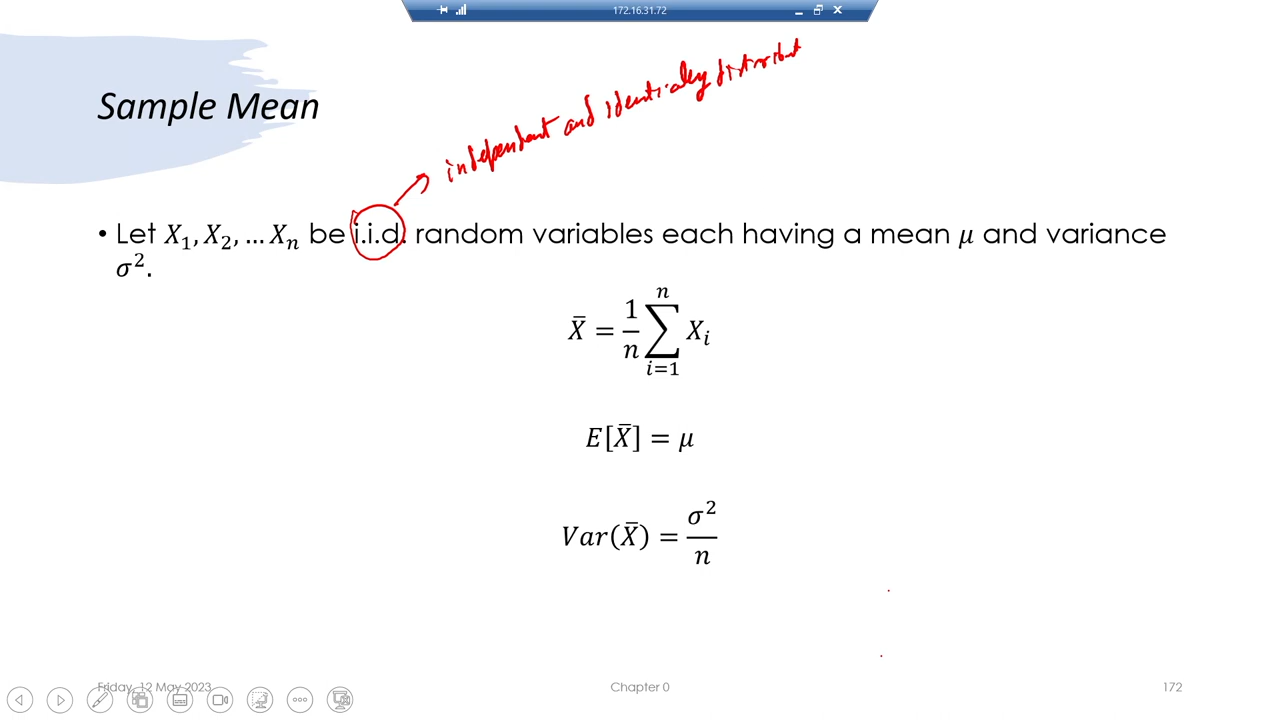 172.16.31.72
Sample Mean
independent and identically distribut
• Let X₁, X₂, … Xₙ be i.i.d. random variables each having a mean μ and variance
σ².
X̄ = 1/n ∑ᵢ₌₁ⁿ Xᵢ
E[X̄] = μ
Var(X̄) = σ²/n
Friday, 12 May 2023 Chapter 0 172